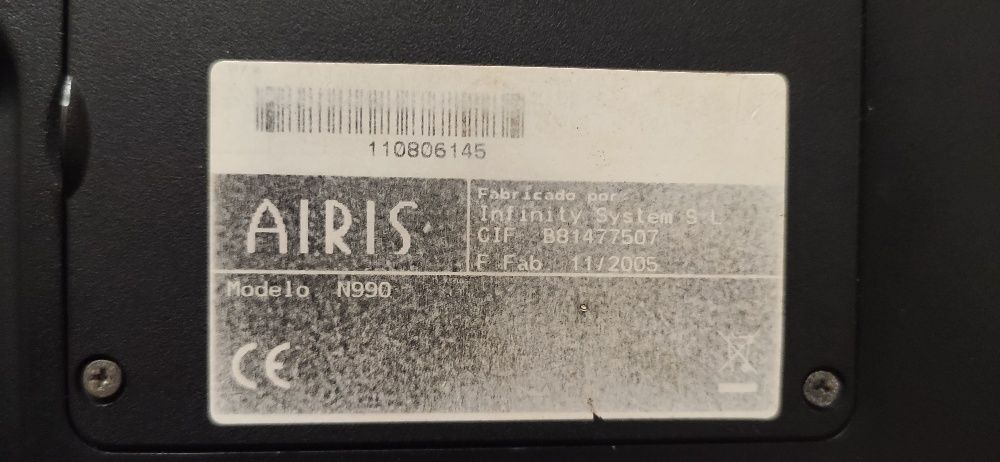 110806145
AIRIS
Fabricado por
Infinity System S L
CIF B81477507
F Fab 11/2005
Modelo N990
CE